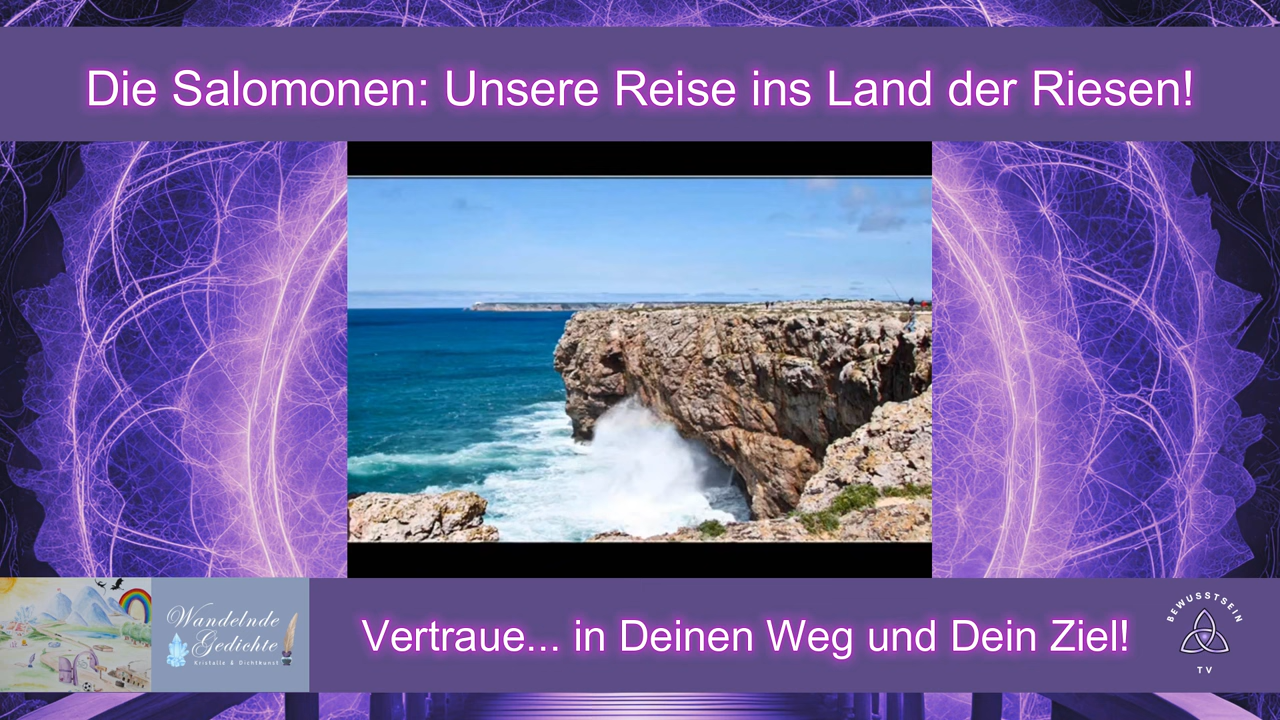 Die Salomonen: Unsere Reise ins Land der Riesen!
Wandelnde
Gedichte
Kristalle & Dichtkunst
Vertraue... in Deinen Weg und Dein Ziel!
BEWUSSTSEIN
TV